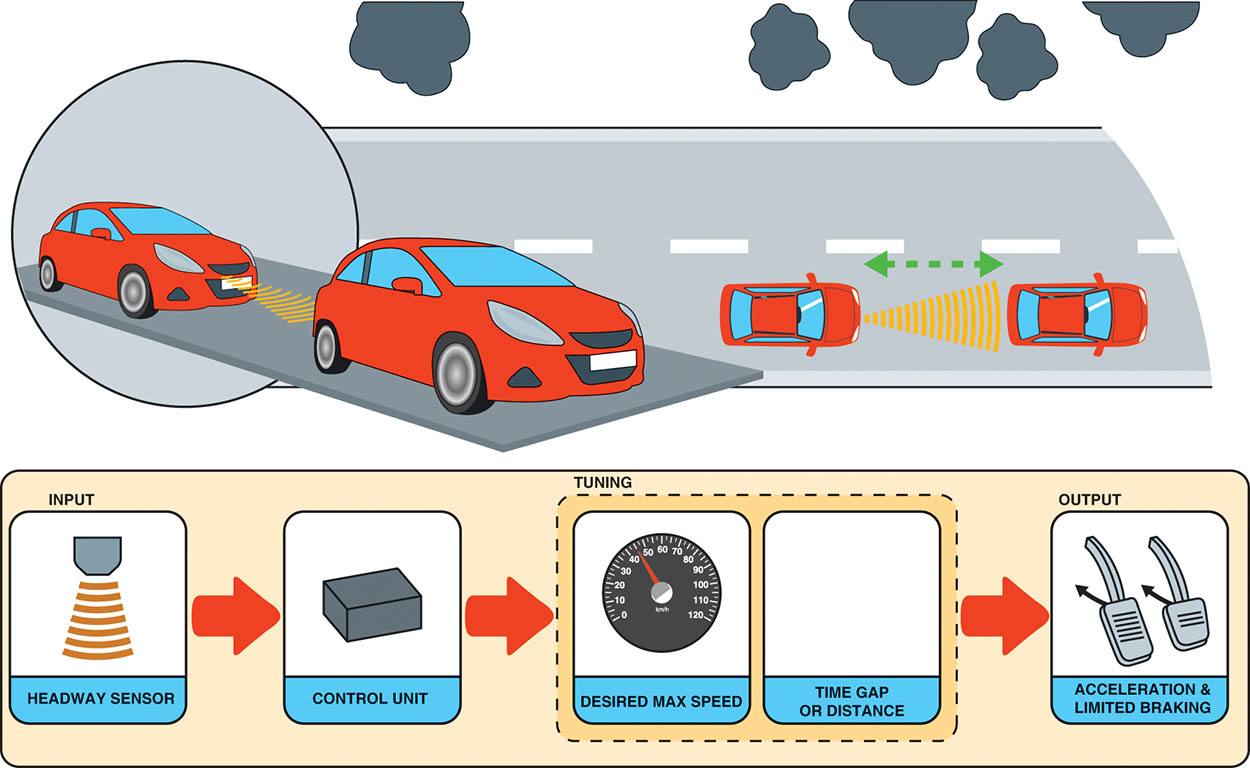 TUNING
INPUT
OUTPUT
0
10
20
30
40
50
60
70
80
90
100
110
120
km/h
HEADWAY SENSOR
CONTROL UNIT
DESIRED MAX SPEED
TIME GAP
OR DISTANCE
ACCELERATION &
LIMITED BRAKING